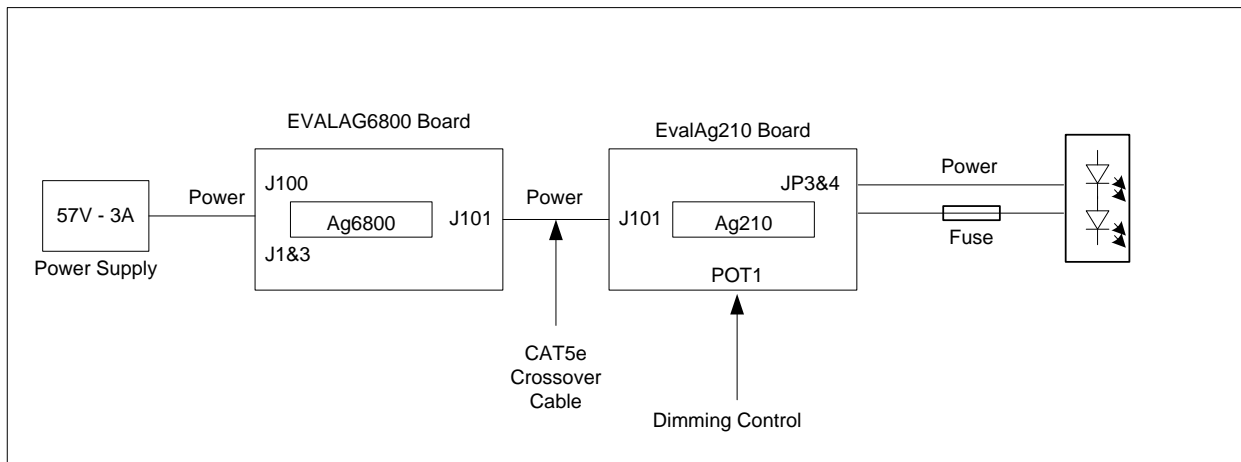 EVALAG6800 Board
EvalAg210 Board
57V - 3A
Power Supply
Power
J100
Ag6800
J1&3
J101
Power
CAT5e
Crossover
Cable
J101
JP3&4
Ag210
POT1
Dimming Control
Power
Fuse